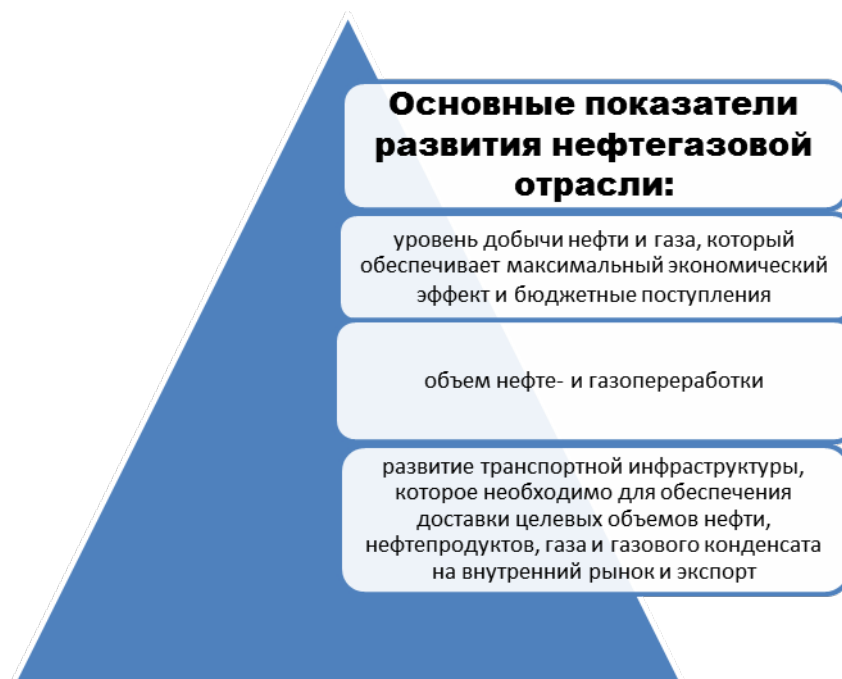 Основные показатели
развития нефтегазовой
отрасли:
уровень добычи нефти и газа, который
обеспечивает максимальный экономический
эффект и бюджетные поступления
объем нефте- и газопереработки
развитие транспортной инфраструктуры,
которое необходимо для обеспечения
доставки целевых объемов нефти,
нефтепродуктов, газа и газового конденсата
на внутренний рынок и экспорт